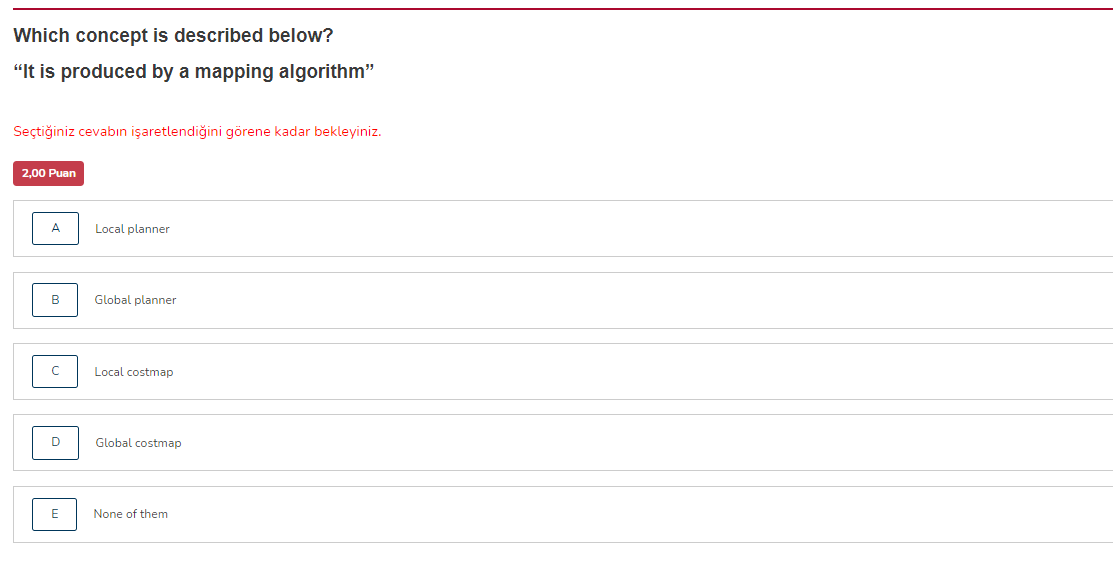 Which concept is described below?
“It is produced by a mapping algorithm”
Seçtiğiniz cevabın işaretlendiğini görene kadar bekleyiniz.
2,00 Puan
A Local planner
B Global planner
C Local costmap
D Global costmap
E None of them